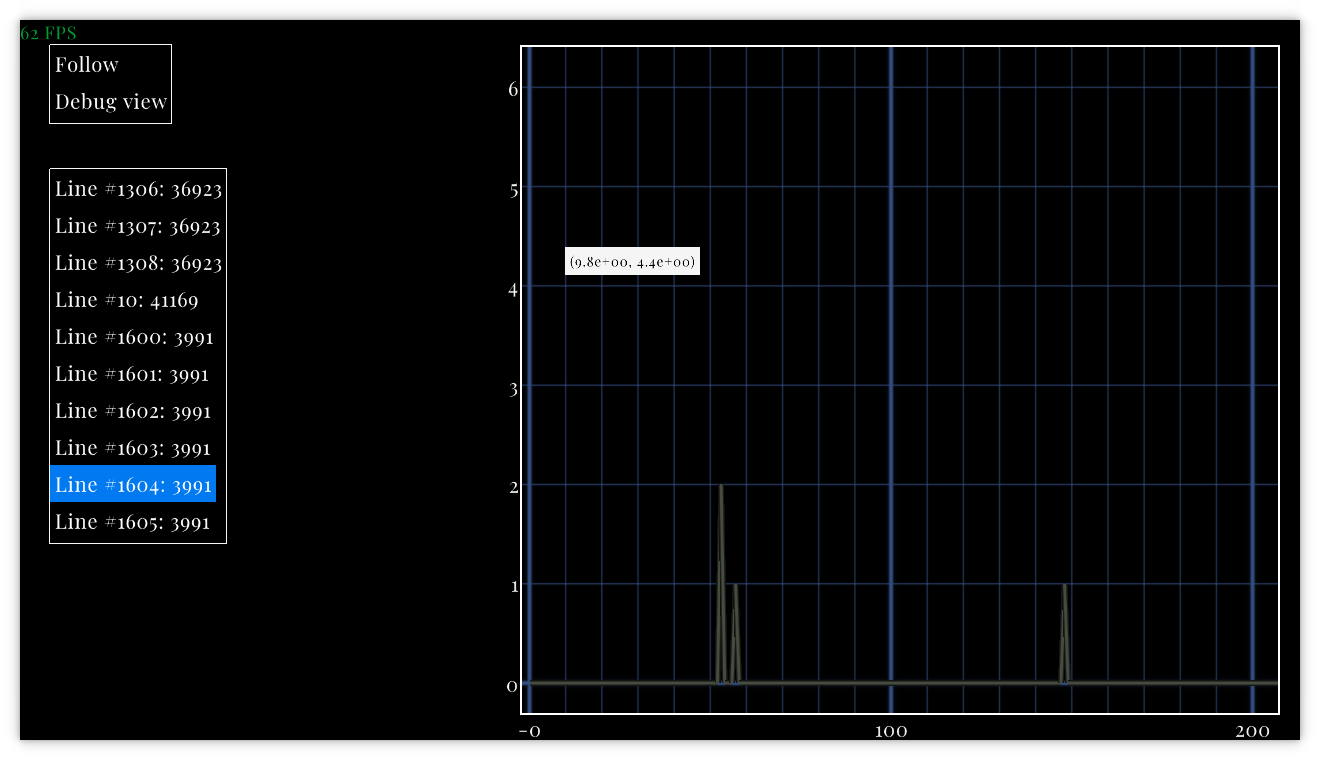 62 FPS
Follow
Debug view
Line #1306: 36923
Line #1307: 36923
Line #1308: 36923
Line #10: 41169
Line #1600: 3991
Line #1601: 3991
Line #1602: 3991
Line #1603: 3991
Line #1604: 3991
Line #1605: 3991
6
5
(9.8e+00, 4.4e+00)
4
3
2
1
0
-0 100 200